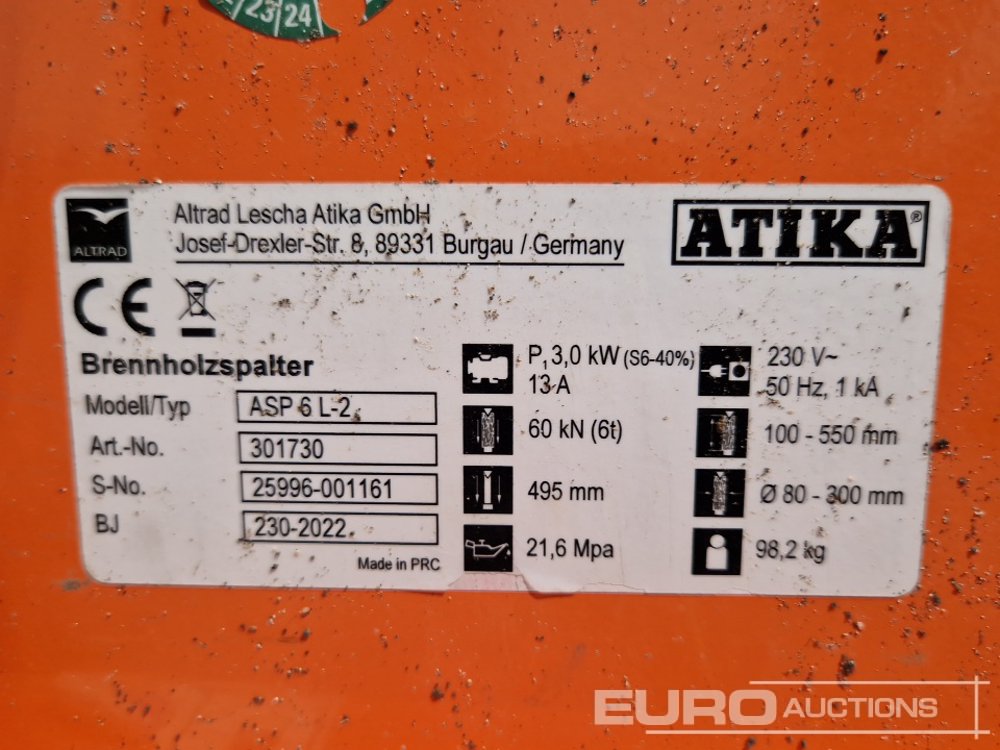 23 24
ALTRAD
Altrad Lescha Atika GmbH
Josef-Drexler-Str. 8, 89331 Burgau / Germany
ATIKA®
CE
Brennholzspalter
Modell/Typ ASP 6 L-2
Art.-No. 301730
S-No. 25996-001161
BJ 230-2022
Made in PRC
P, 3,0 kW (S6-40%)
13 A
60 kN (6t)
495 mm
21,6 Mpa
230 V~
50 Hz, 1 kA
100 - 550 mm
Ø 80 - 300 mm
98,2 kg
EURO AUCTIONS